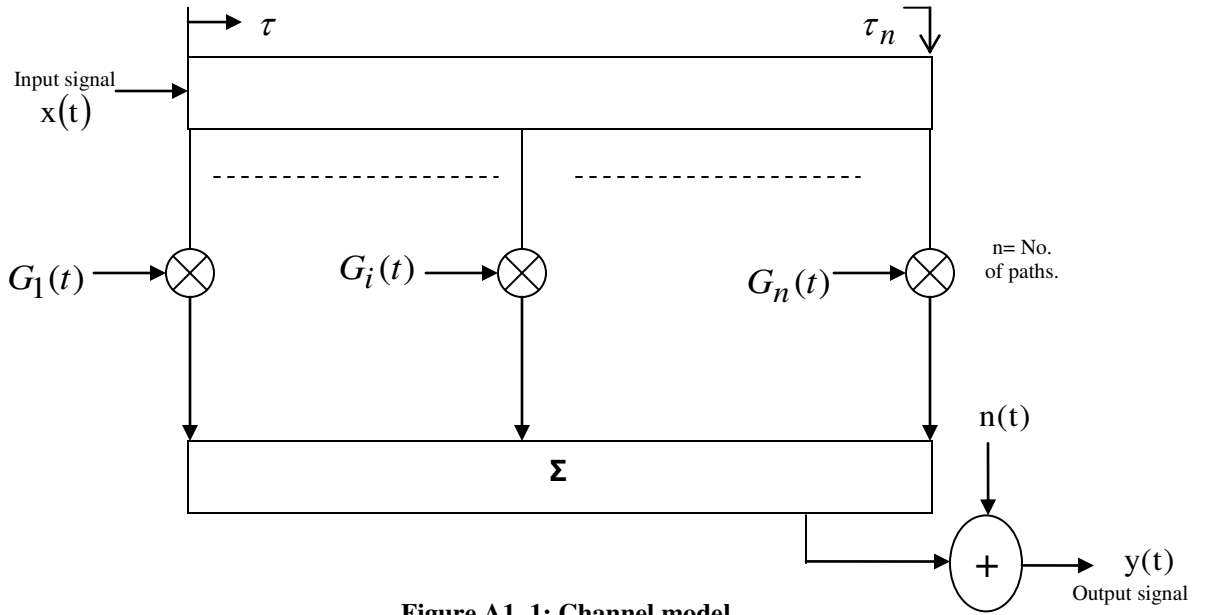 τ
τn
Input signal
x(t)
G1(t)
Gi(t)
Gn(t)
n= No.
of paths.
Σ
n(t)
+
y(t)
Output signal
Figure A1. 1: Channel model